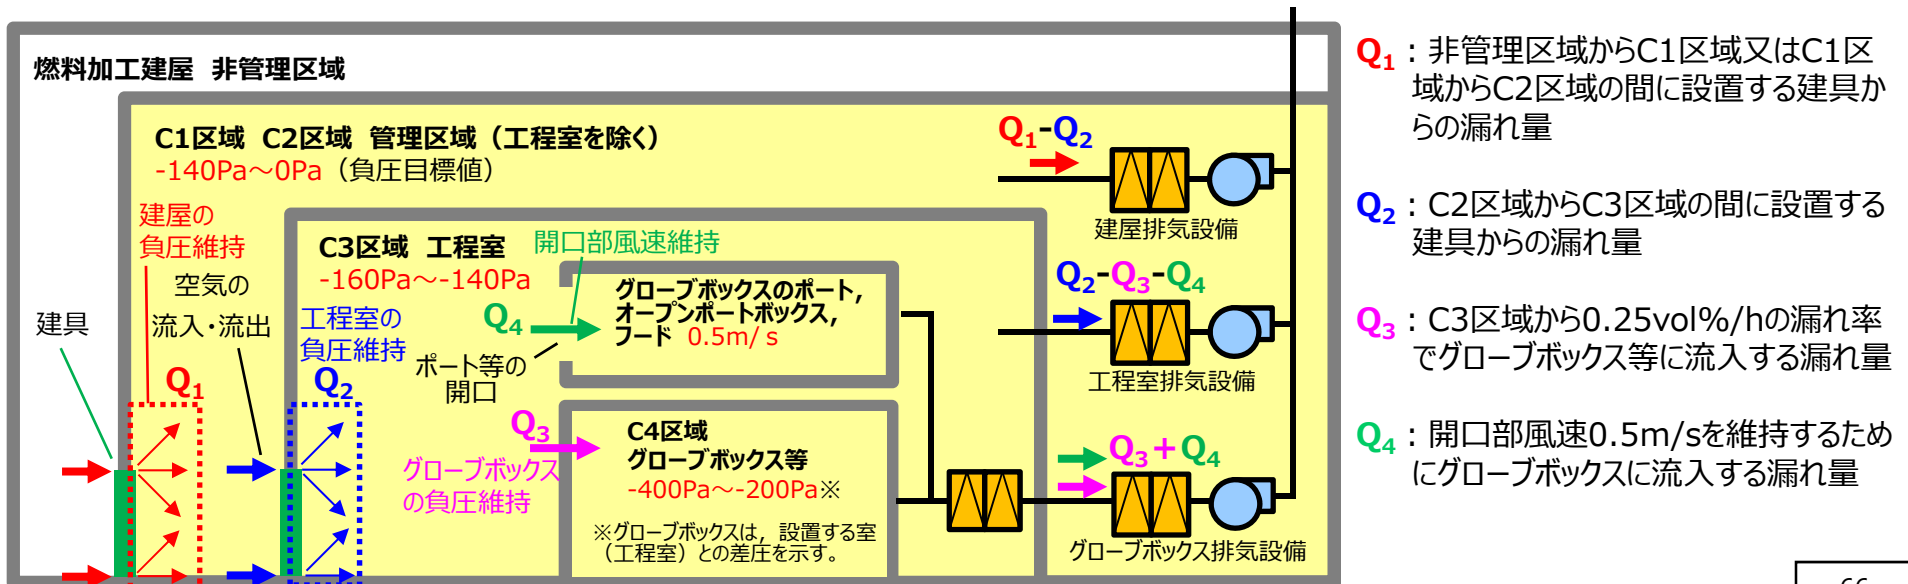 燃料加工建屋 非管理区域
C1区域 C2区域 管理区域（工程室を除く）
-140Pa～0Pa（負圧目標値）
建屋の
負圧維持
空気の
流入・流出
建具
Q1
C3区域 工程室
-160Pa～-140Pa
開口部風速維持
工程室の
負圧維持
Q2
Q4
ポート等の
開口
グローブボックスのポート，
オープンポートボックス，
フード 0.5m/ s
Q3
グローブボックス
の負圧維持
C4区域
グローブボックス等
-400Pa～-200Pa※
※グローブボックスは，設置する室
（工程室）との差圧を示す。
Q1-Q2
建屋排気設備
Q2-Q3-Q4
工程室排気設備
Q3＋Q4
グローブボックス排気設備
Q1：非管理区域からC1区域又はC1区
域からC2区域の間に設置する建具か
らの漏れ量
Q2：C2区域からC3区域の間に設置する
建具からの漏れ量
Q3：C3区域から0.25vol%/hの漏れ率
でグローブボックス等に流入する漏れ量
Q4：開口部風速0.5m/sを維持するため
にグローブボックスに流入する漏れ量